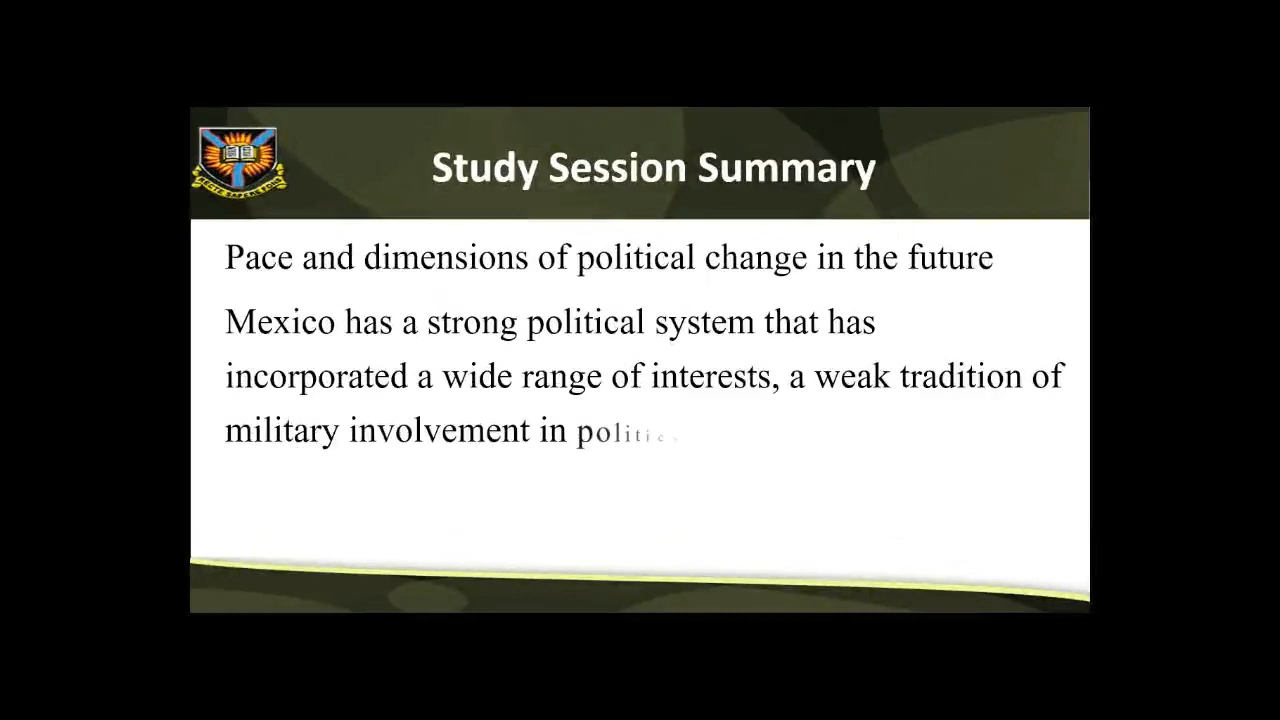 Study Session Summary
Pace and dimensions of political change in the future
Mexico has a strong political system that has
incorporated a wide range of interests, a weak tradition of
military involvement in politics